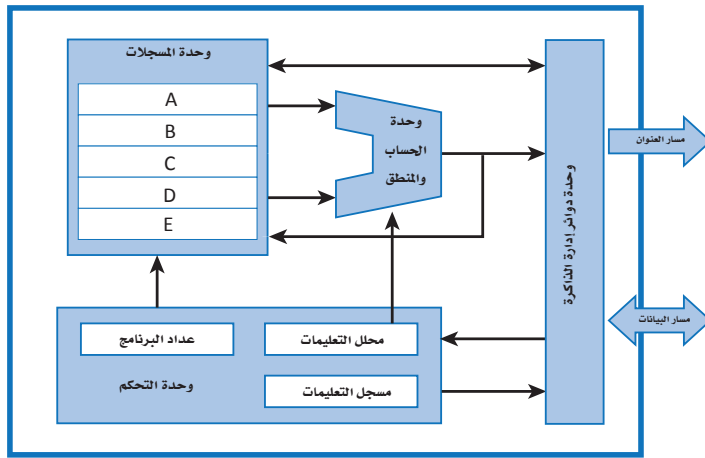 وحدة المسجلات
A
B
C
D
E
وحدة
الحساب
والمنطق
وحدة دوائر إدارة الذاكرة
مسار العنوان
مسار البيانات
عداد البرنامج
محلل التعليمات
وحدة التحكم
مسجل التعليمات